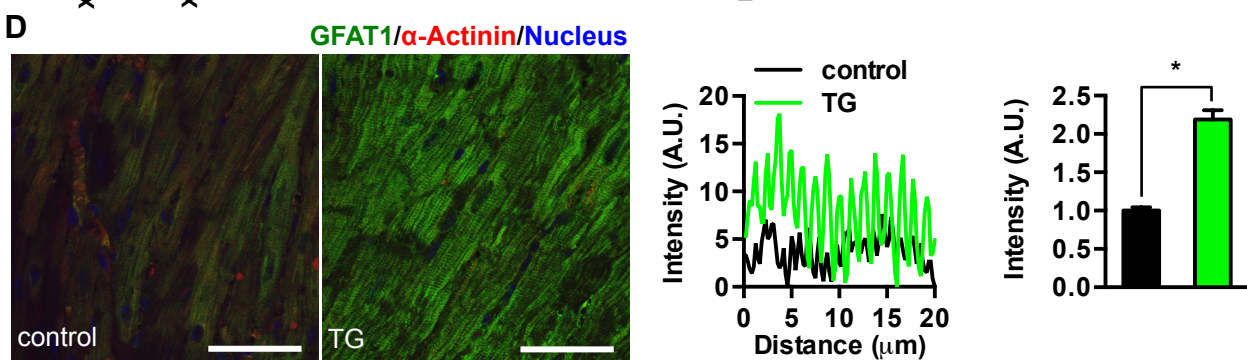 D
GFAT1/α-Actinin/Nucleus
control
TG
control
TG
Intensity (A.U.)
20
15
10
5
0
0 5 10 15 20
Distance (μm)
*
Intensity (A.U.)
2.5
2.0
1.5
1.0
0.5
0.0